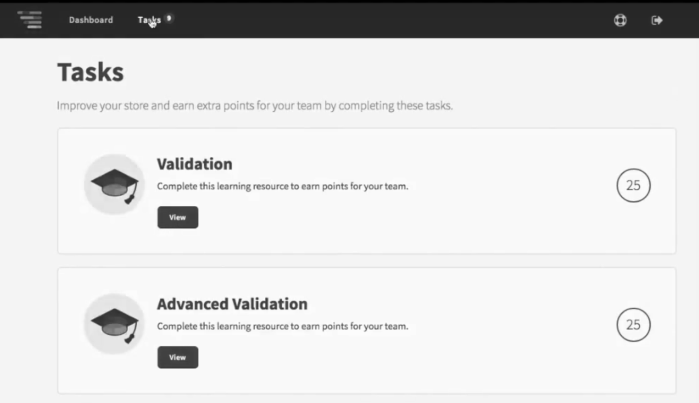 Dashboard Tasks
Tasks
Improve your store and earn extra points for your team by completing these tasks.
Validation
Complete this learning resource to earn points for your team.
25
View
Advanced Validation
Complete this learning resource to earn points for your team.
25
View